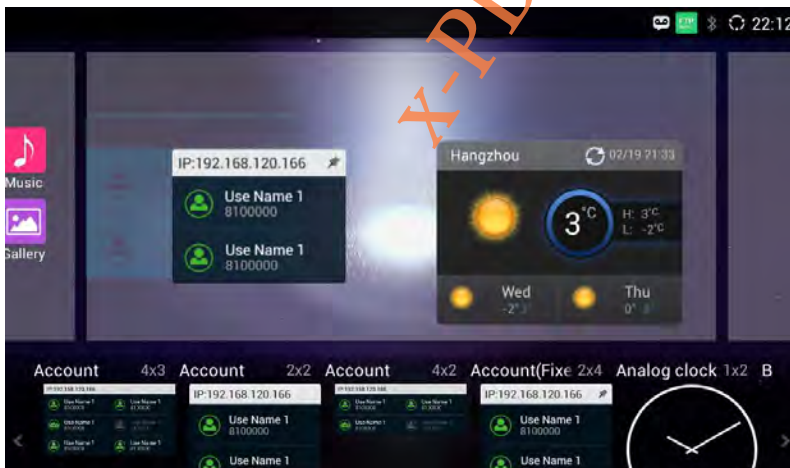 X-PD
FTP
22:12
Music
Gallery
IP:192.168.120.166
Use Name 1
8100000
Use Name 1
8100000
Hangzhou 02/19 21:33
3°C
H: 3°C
L: -2°C
Wed
-2°
Thu
0°
Account 4x3
Account 2x2
Account 4x2
Account(Fixe 2x4
Analog clock 1x2
B
IP:192.168.120.166
Use Name 1
8100000
Use Name 1
IP:192.168.120.166
Use Name 1
8100000
Use Name 1